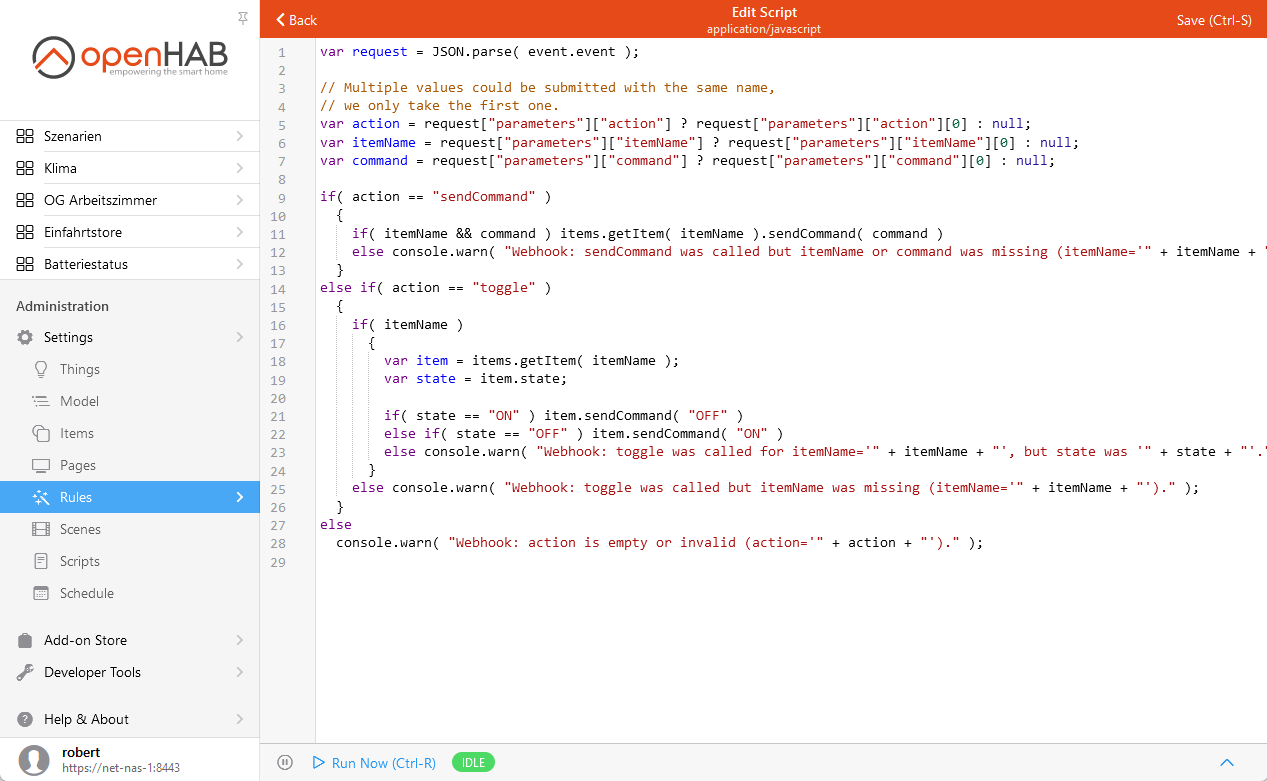 openHAB
empowering the smart home
Szenarien
Klima
OG Arbeitszimmer
Einfahrtstore
Batteriestatus
Administration
Settings
Things
Model
Items
Pages
Rules
Scenes
Scripts
Schedule
Add-on Store
Developer Tools
Help & About
robert
https://net-nas-1:8443
Back
Edit Script
application/javascript
Save (Ctrl-S)
1 var request = JSON.parse( event.event );
2
3 // Multiple values could be submitted with the same name,
4 // we only take the first one.
5 var action = request["parameters"]["action"] ? request["parameters"]["action"][0] : null;
6 var itemName = request["parameters"]["itemName"] ? request["parameters"]["itemName"][0] : null;
7 var command = request["parameters"]["command"] ? request["parameters"]["command"][0] : null;
8
9 if( action == "sendCommand" )
10 {
11 if( itemName && command ) items.getItem( itemName ).sendCommand( command )
12 else console.warn( "Webhook: sendCommand was called but itemName or command was missing (itemName='" + itemName + "
13 }
14 else if( action == "toggle" )
15 {
16 if( itemName )
17 {
18 var item = items.getItem( itemName );
19 var state = item.state;
20
21 if( state == "ON" ) item.sendCommand( "OFF" )
22 else if( state == "OFF" ) item.sendCommand( "ON" )
23 else console.warn( "Webhook: toggle was called for itemName='" + itemName + "', but state was '" + state + "'."
24 }
25 else console.warn( "Webhook: toggle was called but itemName was missing (itemName='" + itemName + "')." );
26 }
27 else
28 console.warn( "Webhook: action is empty or invalid (action='" + action + "')." );
29
Run Now (Ctrl-R)
IDLE